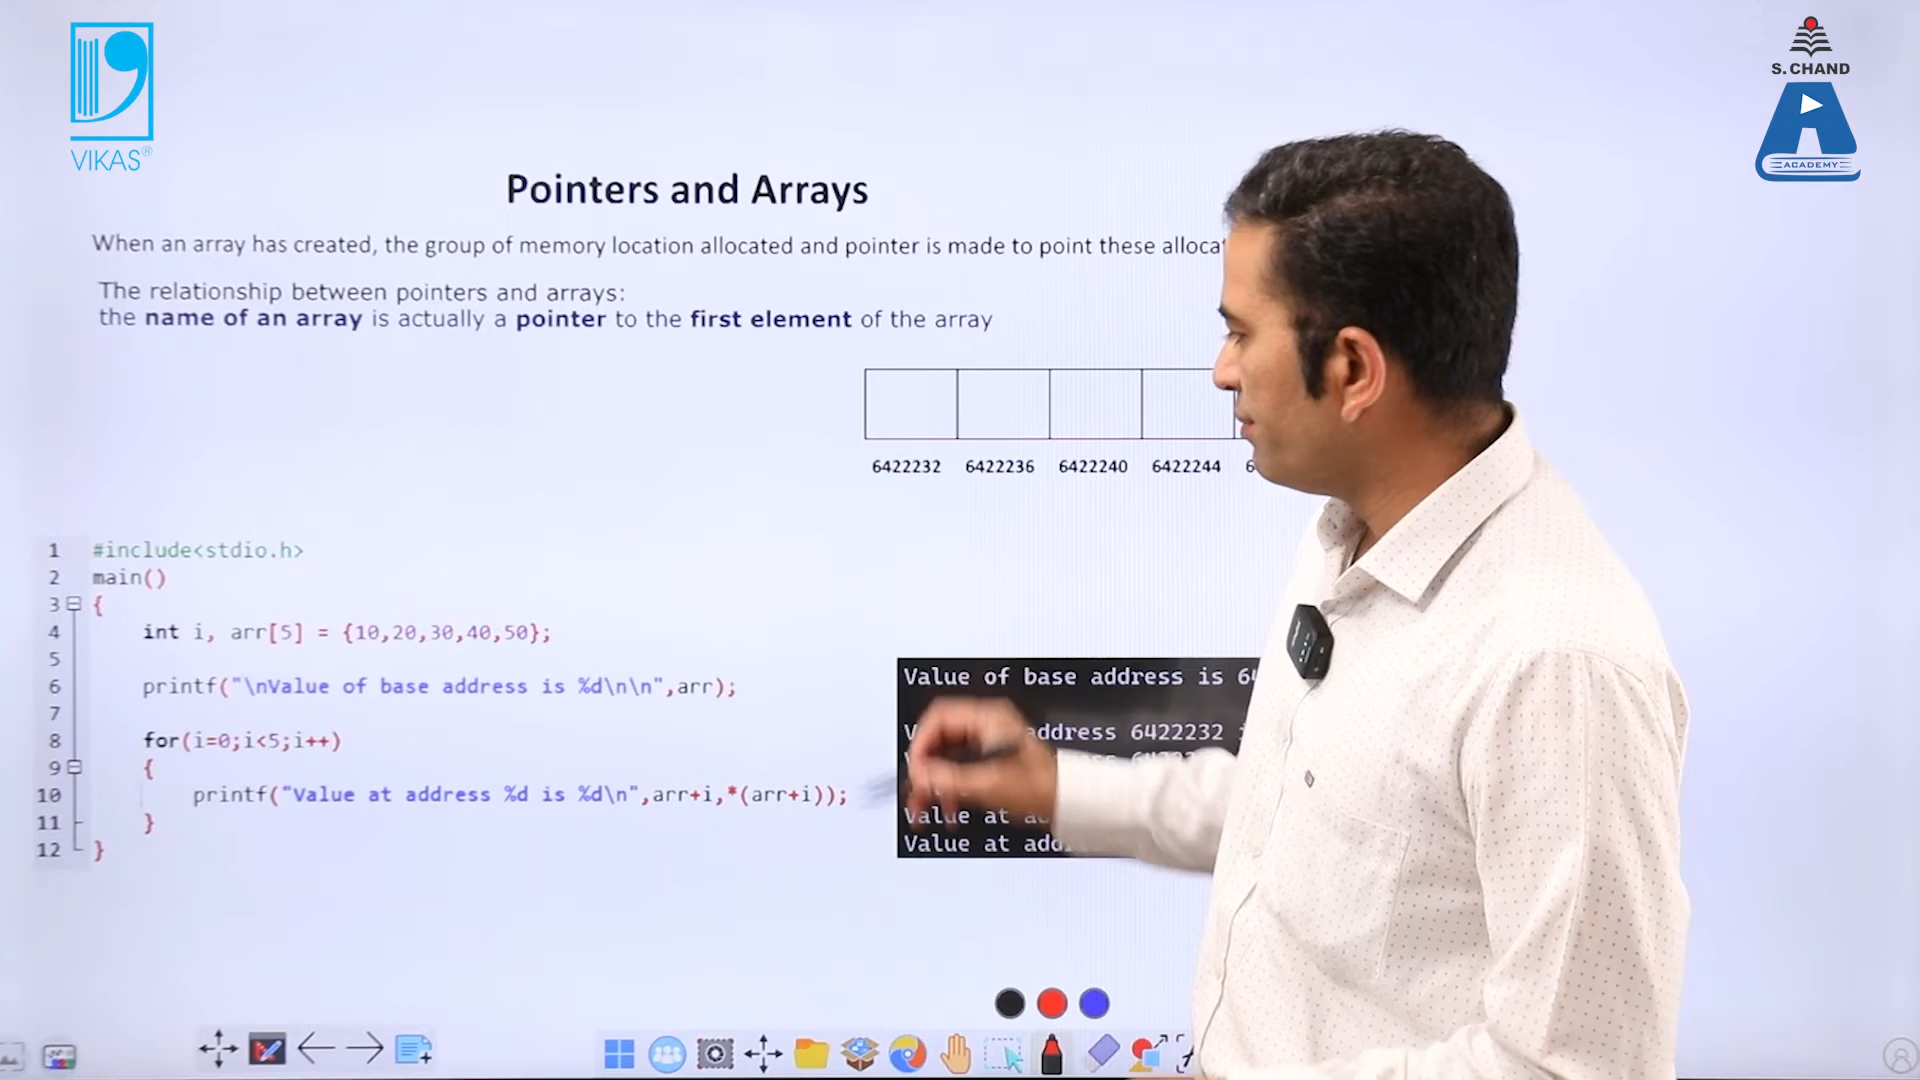 VIKAS®
S. CHAND
ACADEMY
Pointers and Arrays
When an array has created, the group of memory location allocated and pointer is made to point these
The relationship between pointers and arrays:
the name of an array is actually a pointer to the first element of the array
6422232 6422236 6422240 6422244
1 #include<stdio.h>
2 main()
3 {
4 int i, arr[5] = {10,20,30,40,50};
5
6 printf("\nValue of base address is %d\n\n",arr);
7
8 for(i=0;i<5;i++)
9 {
10 printf("Value at address %d is %d\n",arr+i,*(arr+i));
11 }
12 }
Value of base address is
address 6422232
Value at
Value at